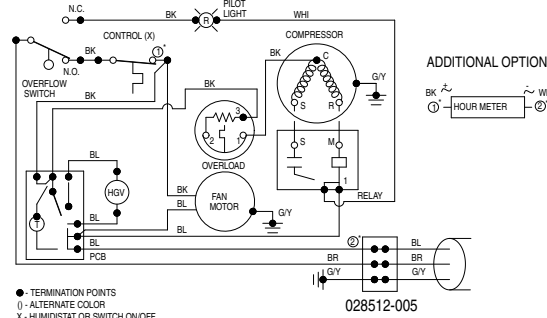 N.C.
PILOT
LIGHT
BK
R
WHI
CONTROL (X)
COMPRESSOR
BK
1*
BK
C
N.O.
G/Y
OVERFLOW
SWITCH
BK
BK
S
R
3
2
1
OVERLOAD
S
M
BL
HGV
BK
FAN
MOTOR
1
RELAY
BL
G/Y
T
BL
BL
BL
2*
BL
PCB
BR
BR
G/Y
G/Y
ADDITIONAL OPTION
BK
~
+
~
-
1*
HOUR METER
2*
- TERMINATION POINTS
() - ALTERNATE COLOR
X - HUMIDISTAT OR SWITCH ON/OFF
028512-005